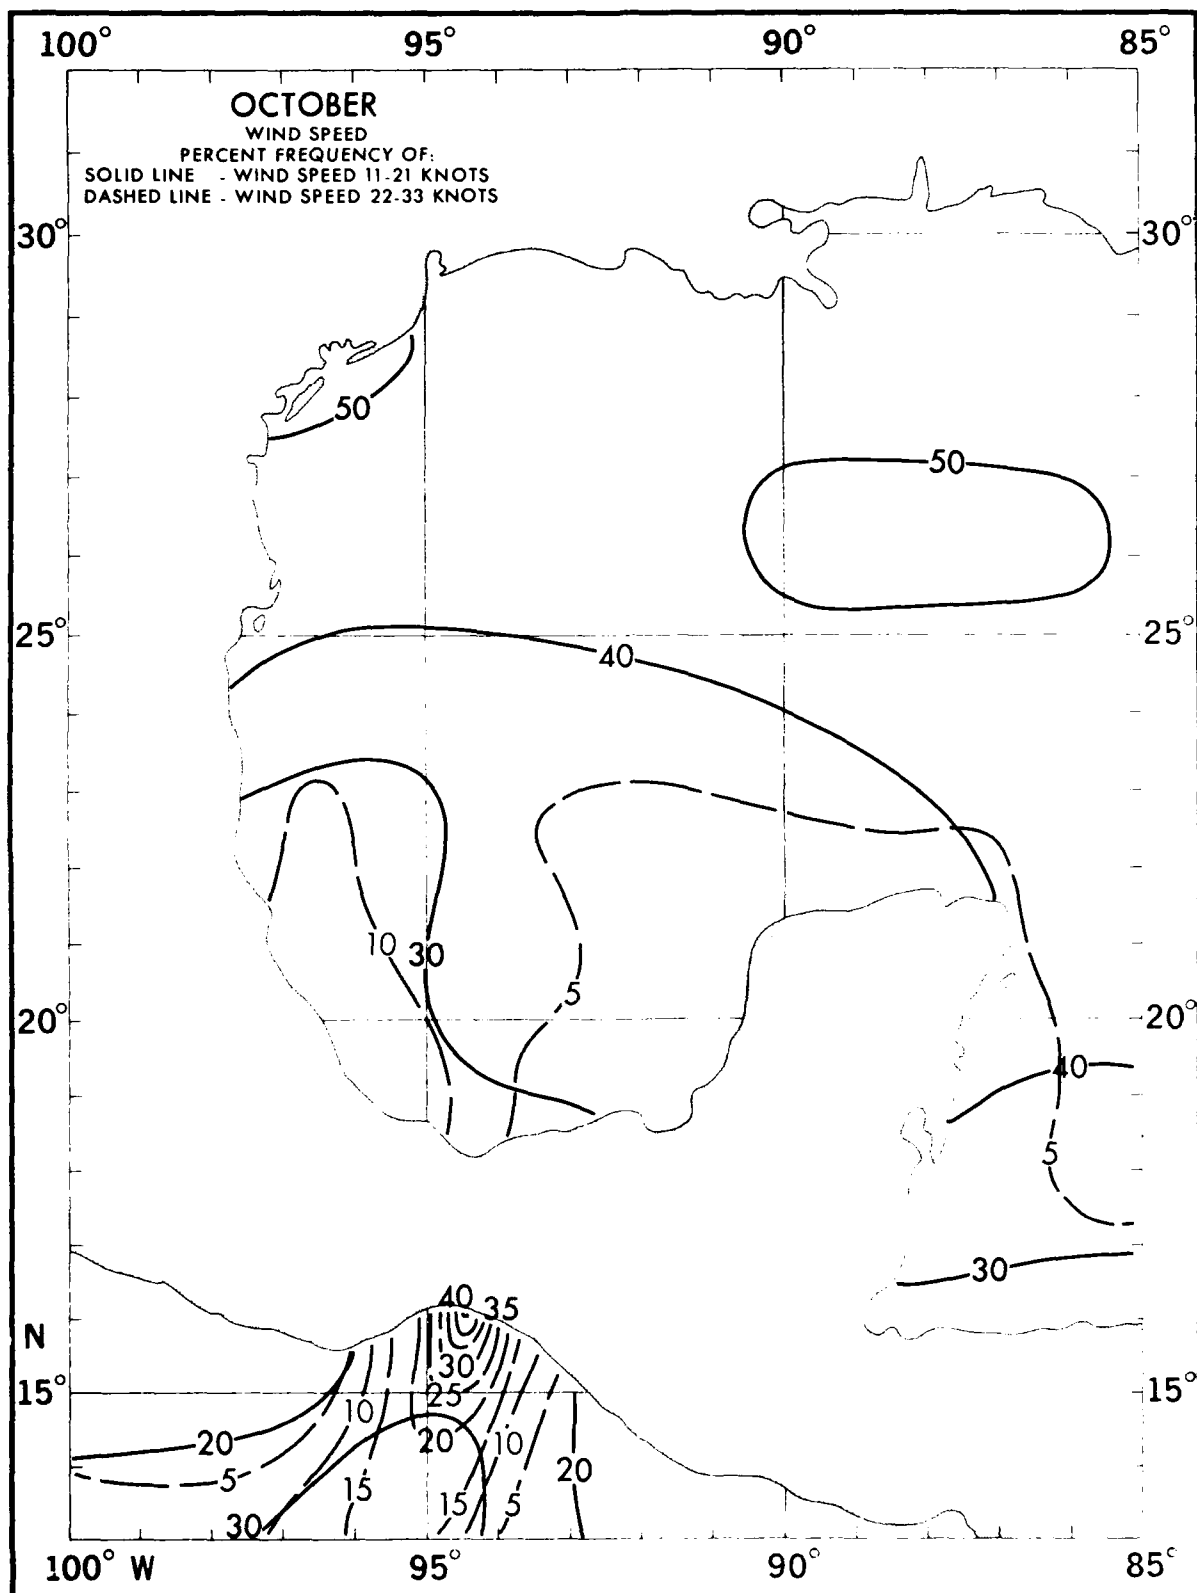 100° 95° 90° 85°
OCTOBER
WIND SPEED
PERCENT FREQUENCY OF:
SOLID LINE - WIND SPEED 11-21 KNOTS
DASHED LINE - WIND SPEED 22-33 KNOTS
30° 30°
50
50
25° 25°
40
10 30
5
20° 20°
40
5
30
40 35
N
30
15° 25 15°
10
20 20 10
5 15 15 5 20
30
100° W 95° 90° 85°